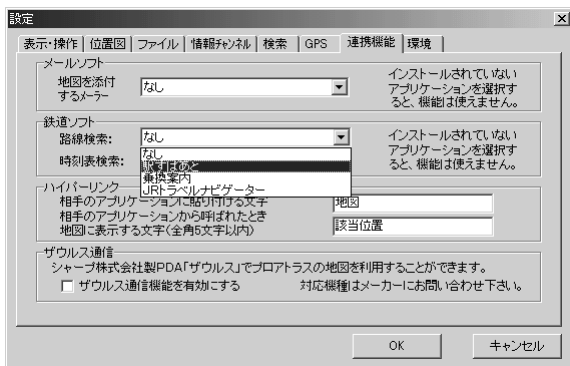 設定
表示・操作 位置図 ファイル 情報チャンネル 検索 GPS 連携機能 環境
メールソフト
地図を添付
するメーラー
なし
インストールされていない
アプリケーションを選択す
ると、機能は使えません。
鉄道ソフト
路線検索:
なし
時刻表検索:
なし
駅すぱあと
乗換案内
JRトラベルナビゲーター
インストールされていない
アプリケーションを選択す
ると、機能は使えません。
ハイパーリンク
相手のアプリケーションに貼り付ける文字
地図
相手のアプリケーションから呼ばれたとき
地図に表示する文字(全角5文字以内)
該当位置
ザウルス通信
シャープ株式会社製PDA「ザウルス」でプロアトラスの地図を利用することができます。
ザウルス通信機能を有効にする
対応機種はメーカーにお問い合わせ下さい。
OK
キャンセル